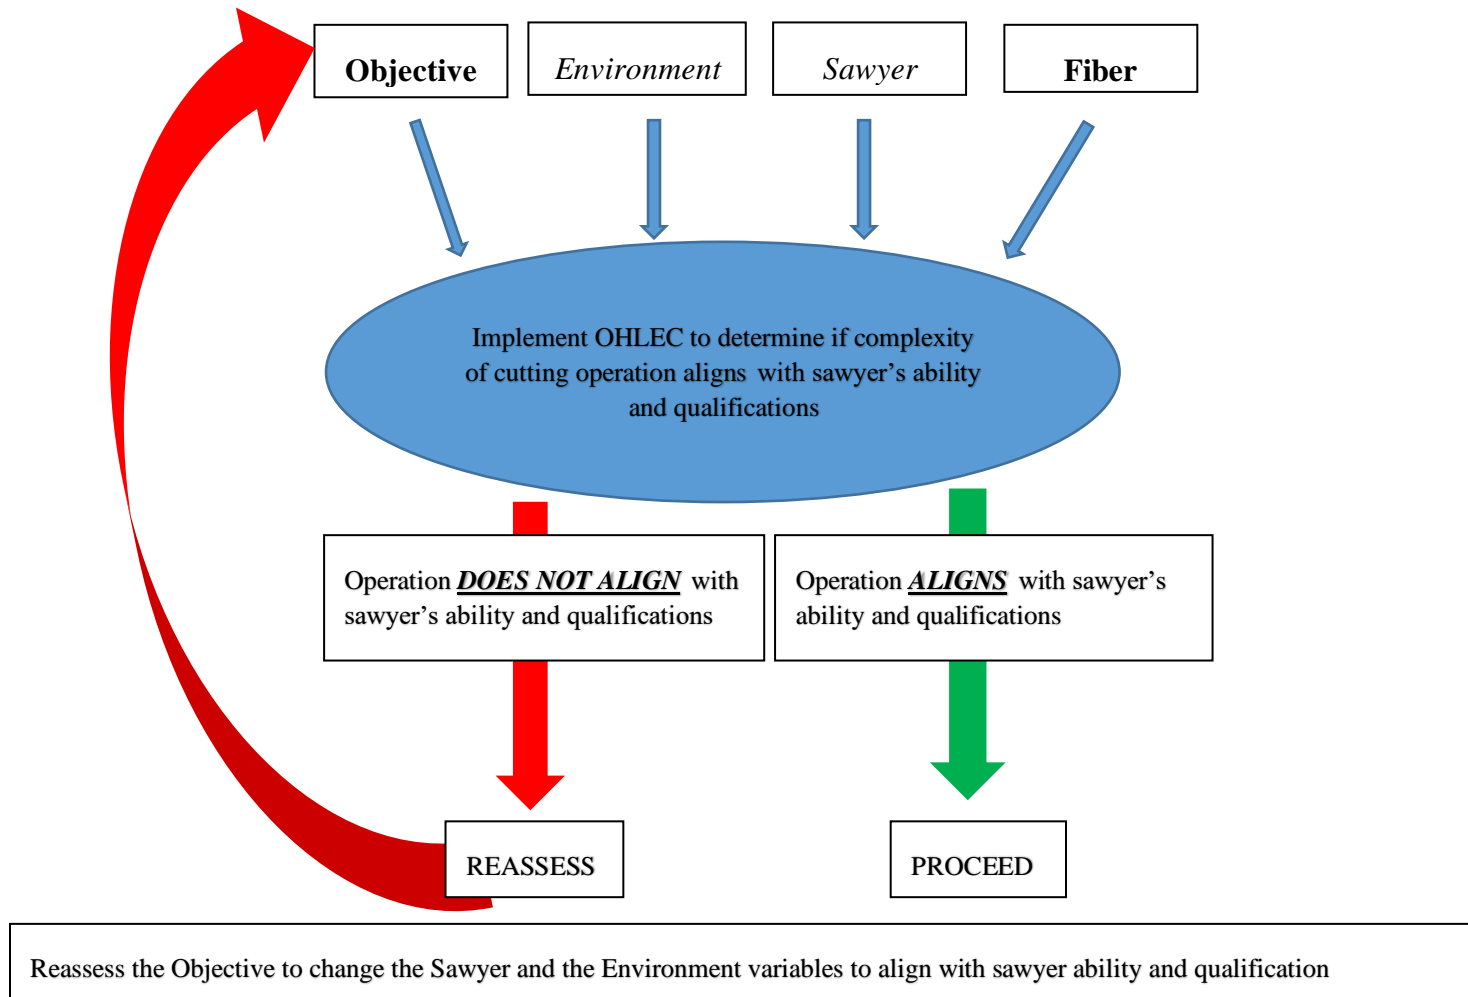 Objective
Environment
Sawyer
Fiber
Implement OHLEC to determine if complexity
of cutting operation aligns with sawyer’s ability
and qualifications
Operation DOES NOT ALIGN with
sawyer’s ability and qualifications
Operation ALIGNS with sawyer’s
ability and qualifications
REASSESS
PROCEED
Reassess the Objective to change the Sawyer and the Environment variables to align with sawyer ability and qualification